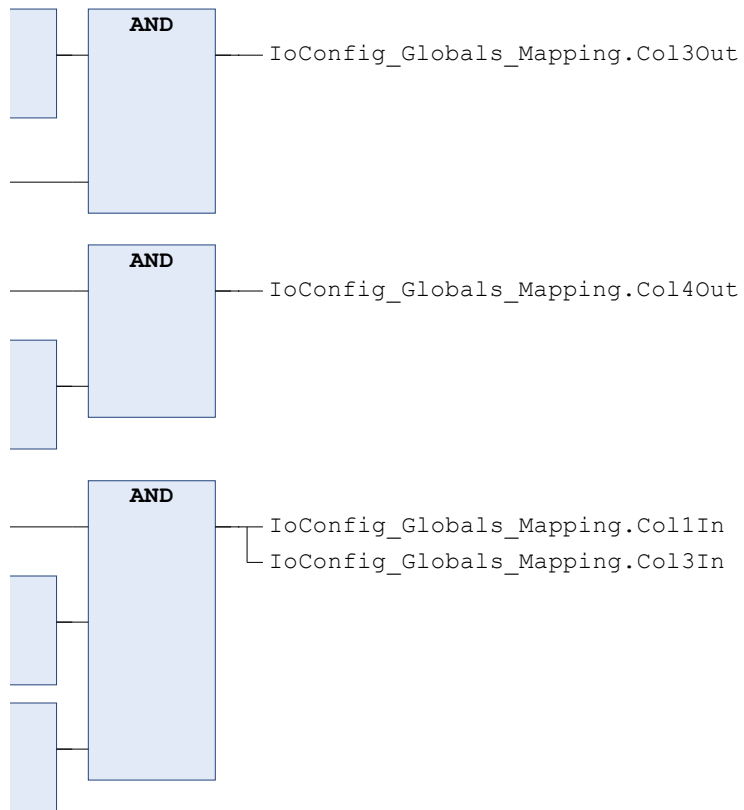 AND
IoConfig_Globals_Mapping.Col3Out
AND
IoConfig_Globals_Mapping.Col4Out
AND
IoConfig_Globals_Mapping.Col1In
IoConfig_Globals_Mapping.Col3In